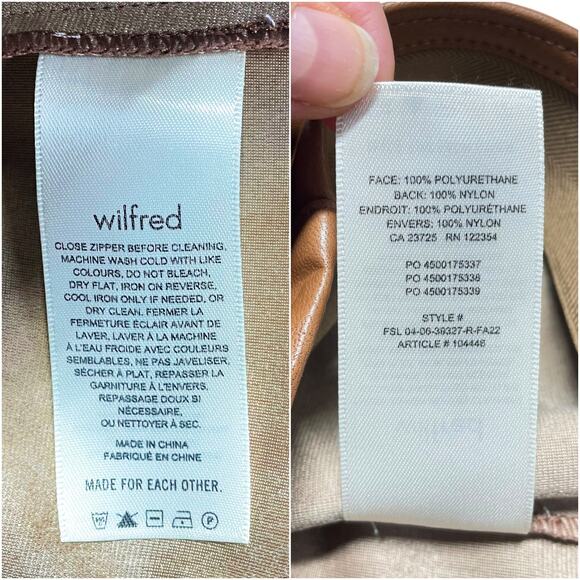 wilfred
CLOSE ZIPPER BEFORE CLEANING,
MACHINE WASH COLD WITH LIKE
COLOURS, DO NOT BLEACH,
DRY FLAT, IRON ON REVERSE,
COOL IRON ONLY IF NEEDED, OR
DRY CLEAN. FERMER LA
FERMETURE ÉCLAIR AVANT DE
LAVER, LAVER À LA MACHINE
À L'EAU FROIDE AVEC COULEURS
SEMBLABLES, NE PAS JAVELISER,
SÉCHER À PLAT, REPASSER LA
GARNITURE À L'ENVERS,
REPASSAGE DOUX SI
NÉCESSAIRE,
OU NETTOYER À SEC.
MADE IN CHINA
FABRIQUÉ EN CHINE
MADE FOR EACH OTHER.
P
FACE: 100% POLYURETHANE
BACK: 100% NYLON
ENDROIT: 100% POLYURÉTHANE
ENVERS: 100% NYLON
CA 23725 RN 122354
PO 4500175337
PO 4500175338
PO 4500175339
STYLE #
FSL 04-06-39327-R-FA22
ARTICLE # 104446